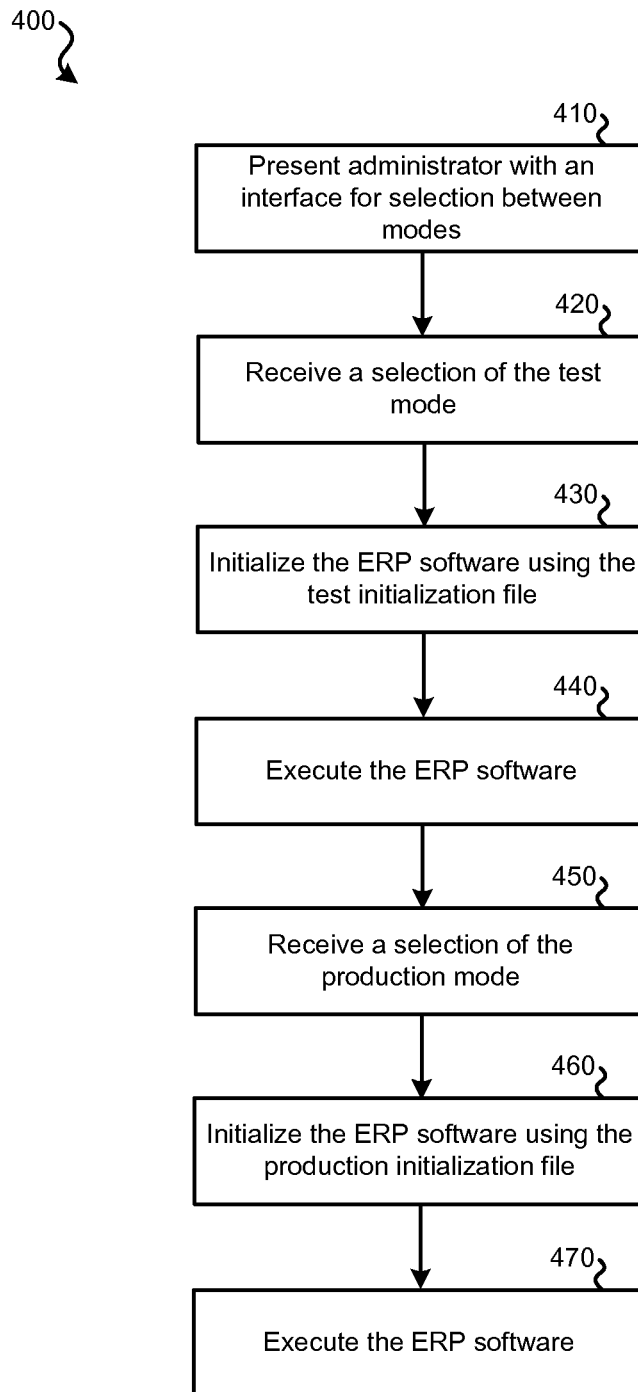 400
410
Present administrator with an
interface for selection between
modes
420
Receive a selection of the test
mode
430
Initialize the ERP software using the
test initialization file
440
Execute the ERP software
450
Receive a selection of the
production mode
460
Initialize the ERP software using the
production initialization file
470
Execute the ERP software